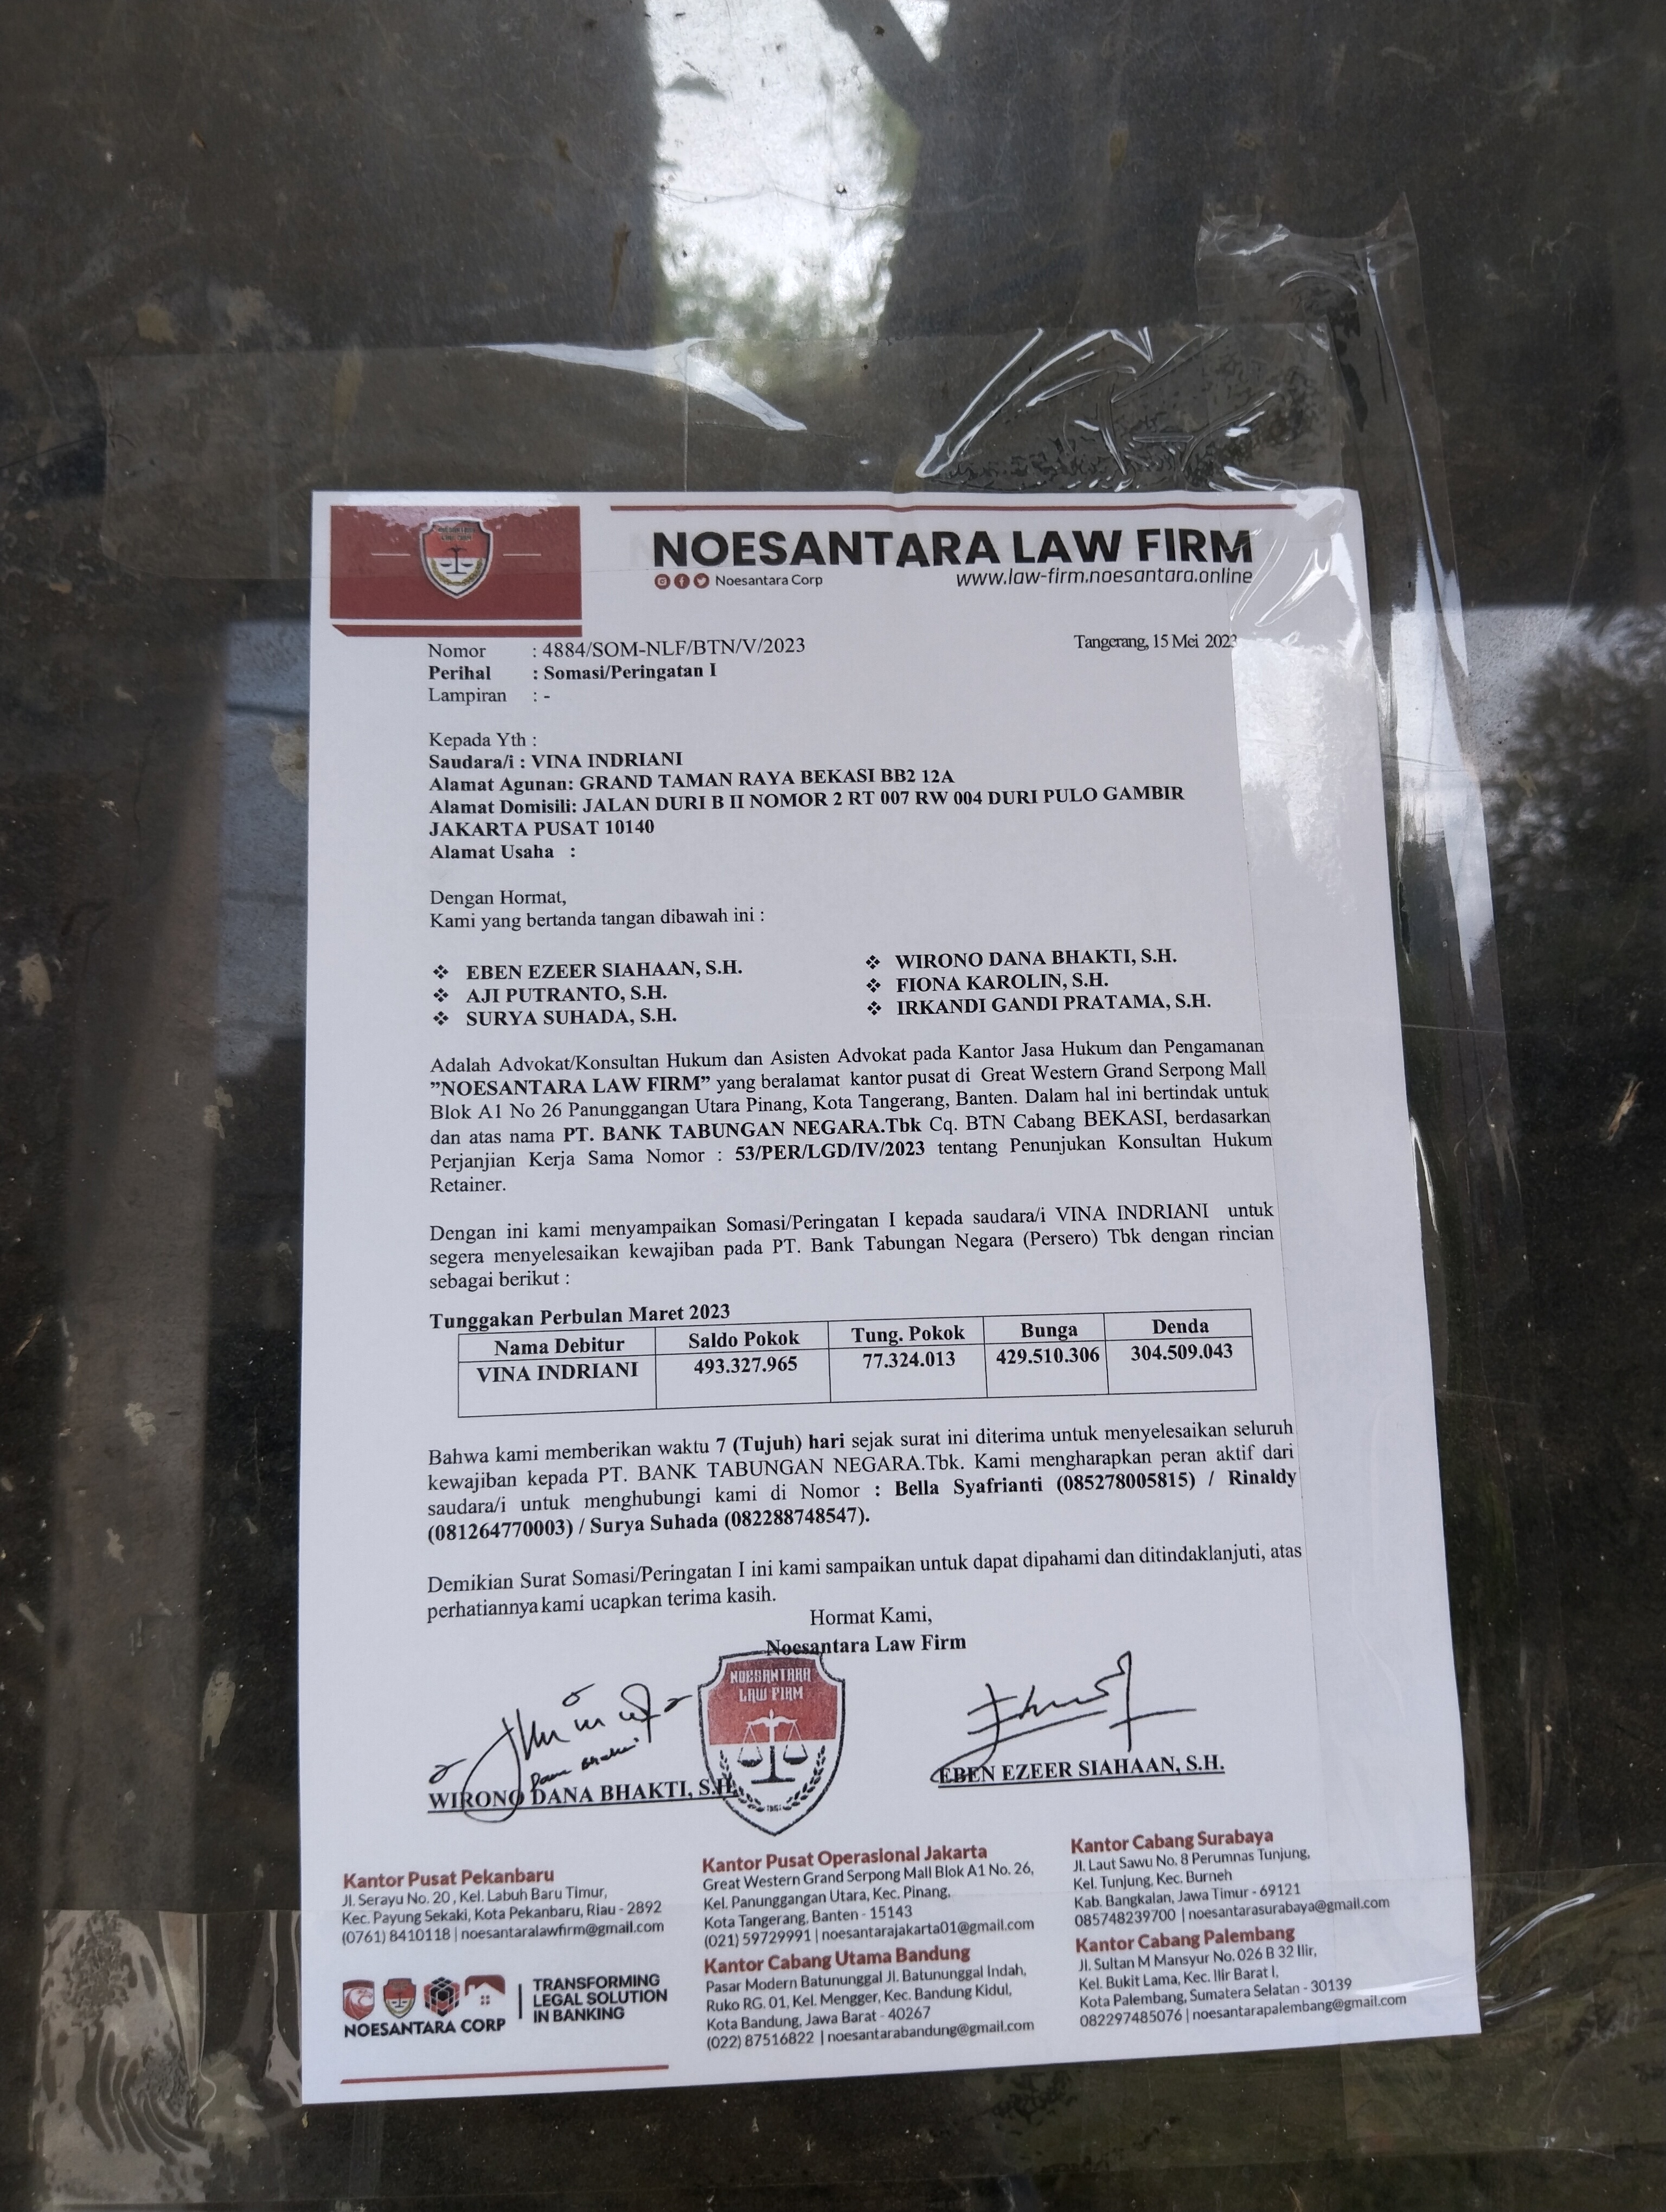 NOESANTARA LAW FIRM
Noesantara Corp www.law-firm.noesantara.online
Nomor : 4884/SOM-NLF/BTN/V/2023 Tangerang, 15 Mei 2023
Perihal : Somasi/Peringatan I
Lampiran : -
Kepada Yth :
Saudara/i : VINA INDRIANI
Alamat Agunan: GRAND TAMAN RAYA BEKASI BB2 12A
Alamat Domisili: JALAN DURI B II NOMOR 2 RT 007 RW 004 DURI PULO GAMBIR
JAKARTA PUSAT 10140
Alamat Usaha :
Dengan Hormat,
Kami yang bertanda tangan dibawah ini :
❖ EBEN EZEER SIAHAAN, S.H. ❖ WIRONO DANA BHAKTI, S.H.
❖ AJI PUTRANTO, S.H. ❖ FIONA KAROLIN, S.H.
❖ SURYA SUHADA, S.H. ❖ IRKANDI GANDI PRATAMA, S.H.
Adalah Advokat/Konsultan Hukum dan Asisten Advokat pada Kantor Jasa Hukum dan Pengamanan
”NOESANTARA LAW FIRM” yang beralamat kantor pusat di Great Western Grand Serpong Mall
Blok A1 No 26 Panunggangan Utara Pinang, Kota Tangerang, Banten. Dalam hal ini bertindak untuk
dan atas nama PT. BANK TABUNGAN NEGARA.Tbk Cq. BTN Cabang BEKASI, berdasarkan
Perjanjian Kerja Sama Nomor : 53/PER/LGD/IV/2023 tentang Penunjukan Konsultan Hukum
Retainer.
Dengan ini kami menyampaikan Somasi/Peringatan I kepada saudara/i VINA INDRIANI untuk
segera menyelesaikan kewajiban pada PT. Bank Tabungan Negara (Persero) Tbk dengan rincian
sebagai berikut :
Tunggakan Perbulan Maret 2023
Nama Debitur Saldo Pokok Tung. Pokok Bunga Denda
VINA INDRIANI 493.327.965 77.324.013 429.510.306 304.509.043
Bahwa kami memberikan waktu 7 (Tujuh) hari sejak surat ini diterima untuk menyelesaikan seluruh
kewajiban kepada PT. BANK TABUNGAN NEGARA.Tbk. Kami mengharapkan peran aktif dari
saudara/i untuk menghubungi kami di Nomor : Bella Syafrianti (085278005815) / Rinaldy
(081264770003) / Surya Suhada (082288748547).
Demikian Surat Somasi/Peringatan I ini kami sampaikan untuk dapat dipahami dan ditindaklanjuti, atas
perhatiannya kami ucapkan terima kasih.
Hormat Kami,
Noesantara Law Firm
NOESANTARA
LAW FIRM
WIRONO DANA BHAKTI, S.H. EBEN EZEER SIAHAAN, S.H.
Kantor Pusat Pekanbaru
Jl. Serayu No. 20 , Kel. Labuh Baru Timur,
Kec. Payung Sekaki, Kota Pekanbaru, Riau - 2892
(0761) 8410118 | noesantaralawfirm@gmail.com
NOESANTARA CORP
TRANSFORMING
LEGAL SOLUTION
IN BANKING
Kantor Pusat Operasional Jakarta
Great Western Grand Serpong Mall Blok A1 No. 26,
Kel. Panunggangan Utara, Kec. Pinang,
Kota Tangerang, Banten - 15143
(021) 59729991 | noesantarajakarta01@gmail.com
Kantor Cabang Utama Bandung
Pasar Modern Batununggal Jl. Batununggal Indah,
Ruko RG. 01, Kel. Mengger, Kec. Bandung Kidul,
Kota Bandung, Jawa Barat - 40267
(022) 87516822 | noesantarabandung@gmail.com
Kantor Cabang Surabaya
Jl. Laut Sawu No. 8 Perumnas Tunjung,
Kel. Tunjung, Kec. Burneh
Kab. Bangkalan, Jawa Timur - 69121
085748239700 | noesantarasurabaya@gmail.com
Kantor Cabang Palembang
Jl. Sultan M Mansyur No. 026 B 32 Ilir,
Kel. Bukit Lama, Kec. Ilir Barat I,
Kota Palembang, Sumatera Selatan - 30139
082297485076 | noesantarapalembang@gmail.com